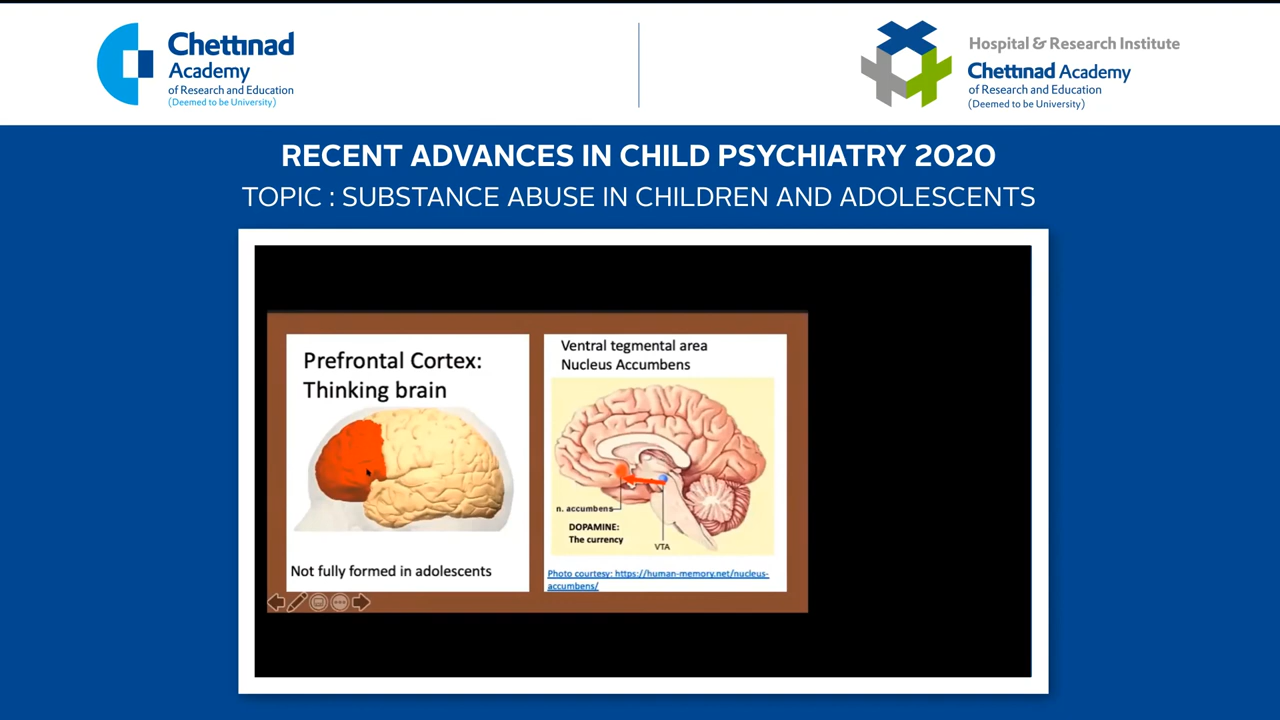 Chettinad
Academy
of Research and Education
(Deemed to be University)
Hospital & Research Institute
Chettinad Academy
of Research and Education
(Deemed to be University)
RECENT ADVANCES IN CHILD PSYCHIATRY 2020
TOPIC : SUBSTANCE ABUSE IN CHILDREN AND ADOLESCENTS
Prefrontal Cortex:
Thinking brain
Not fully formed in adolescents
Ventral tegmental area
Nucleus Accumbens
n. accumbens
DOPAMINE:
The currency
VTA
Photo courtesy: https://human-memory.net/nucleus-
accumbens/